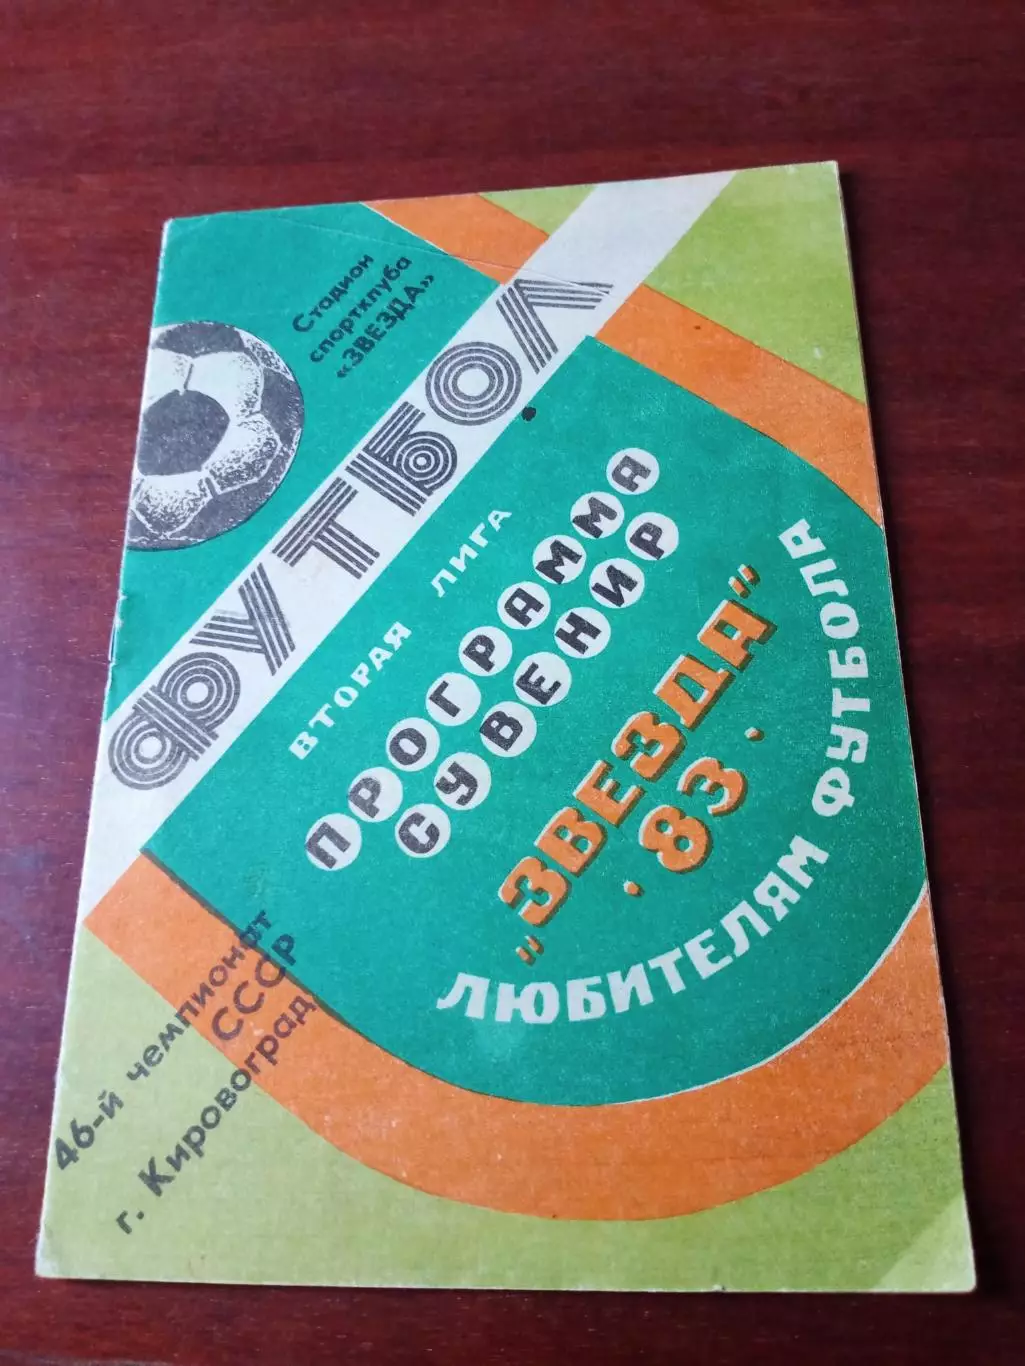 Стадион
спортклуба
«ЗВЕЗДА»
ФУТБОЛ
ВТОРАЯ ЛИГА
ПРОГРАММА
СУВЕНИР
„ЗВЕЗДА”
· 83 ·
ЛЮБИТЕЛЯМ ФУТБОЛА
46-й чемпионат
СССР
г. Кировоград